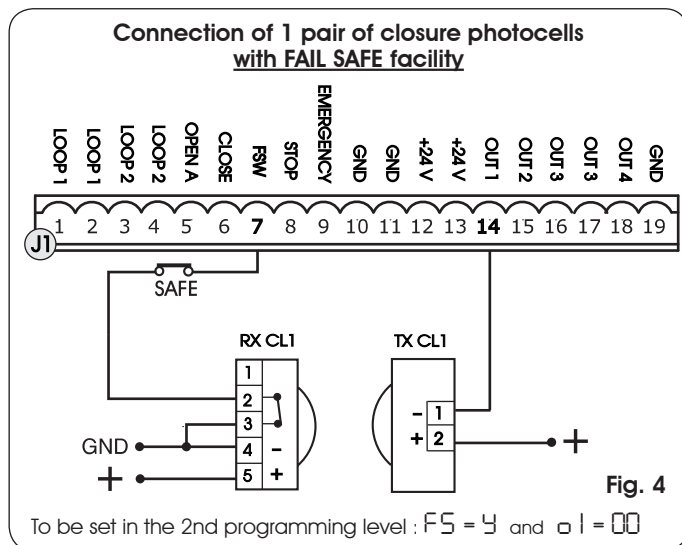 Connection of 1 pair of closure photocells
with FAIL SAFE facility
LOOP 1 LOOP 1 LOOP 2 LOOP 2 OPEN A CLOSE FSW STOP EMERGENCY GND GND +24 V +24 V OUT 1 OUT 2 OUT 3 OUT 3 OUT 4 GND
1 2 3 4 5 6 7 8 9 10 11 12 13 14 15 16 17 18 19
J1
SAFE
RX CL1
1
2
3
GND 4 -
+ 5 +
TX CL1
- 1
+ 2 +
Fig. 4
To be set in the 2nd programming level : FS = Y and o1 = 00